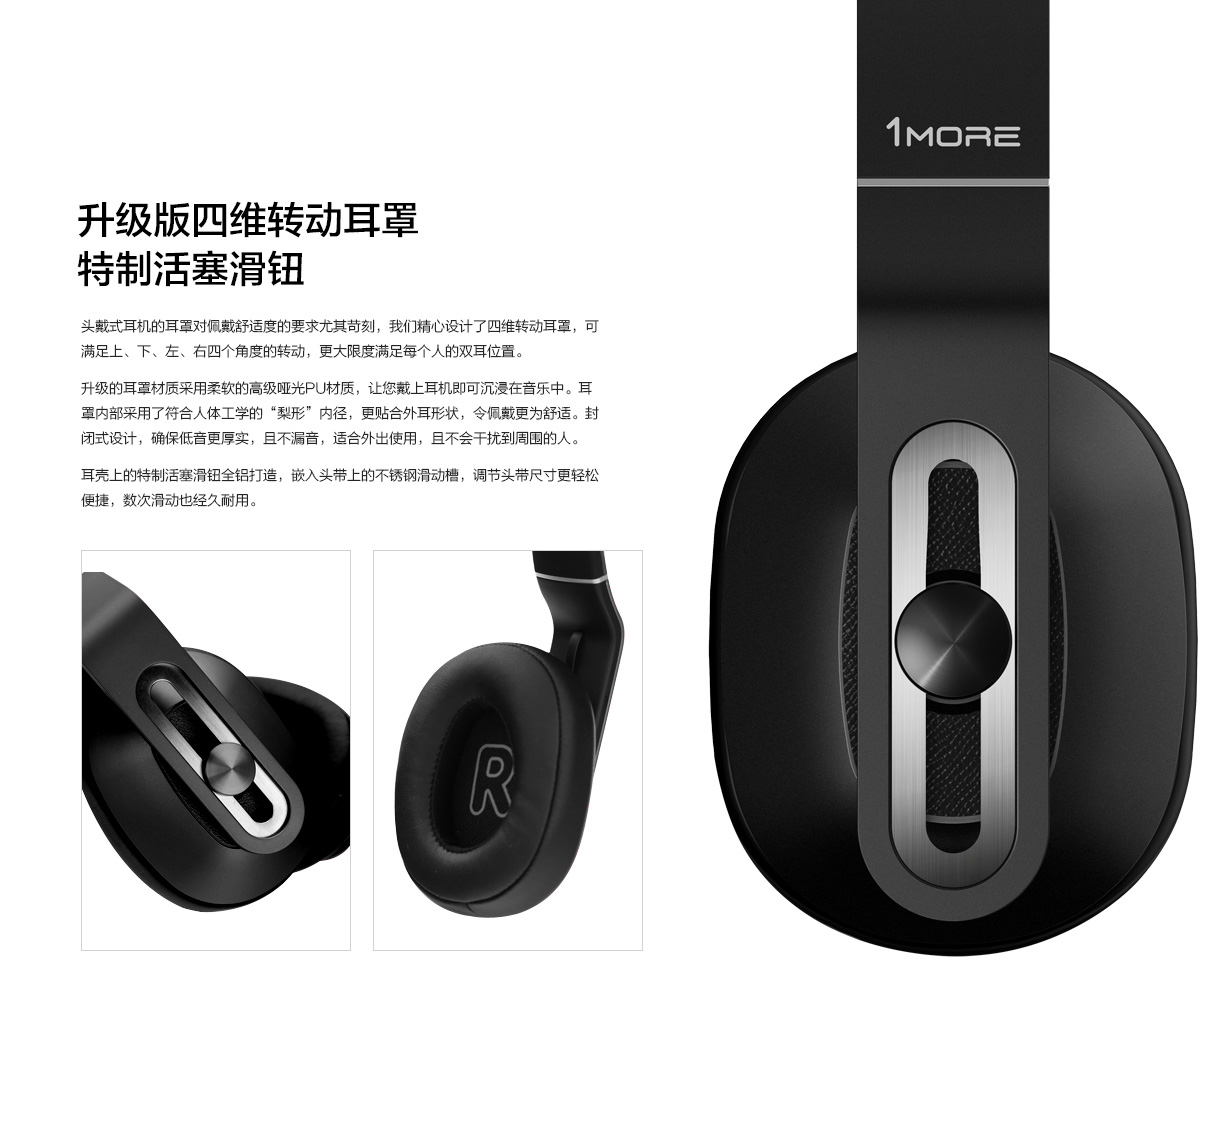 1MORE
升级版四维转动耳罩
特制活塞滑钮
头戴式耳机的耳罩对佩戴舒适度的要求尤其苛刻，我们精心设计了四维转动耳罩，可
满足上、下、左、右四个角度的转动，更大限度满足每个人的双耳位置。
升级的耳罩材质采用柔软的高级哑光PU材质，让您戴上耳机即可沉浸在音乐中。耳
罩内部采用了符合人体工学的“梨形”内径，更贴合外耳形状，令佩戴更为舒适。封
闭式设计，确保低音更厚实，且不漏音，适合外出使用，且不会干扰到周围的人。
耳壳上的特制活塞滑钮全铝打造，嵌入头带上的不锈钢滑动槽，调节头带尺寸更轻松
便捷，数次滑动也经久耐用。
R